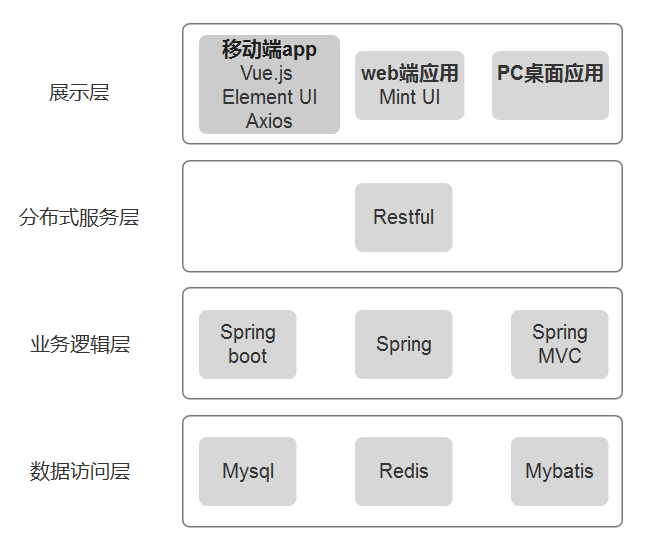 展示层
移动端app
Vue.js
Element UI
Axios
web端应用
Mint UI
PC桌面应用
分布式服务层
Restful
业务逻辑层
Spring
boot
Spring
Spring
MVC
数据访问层
Mysql
Redis
Mybatis